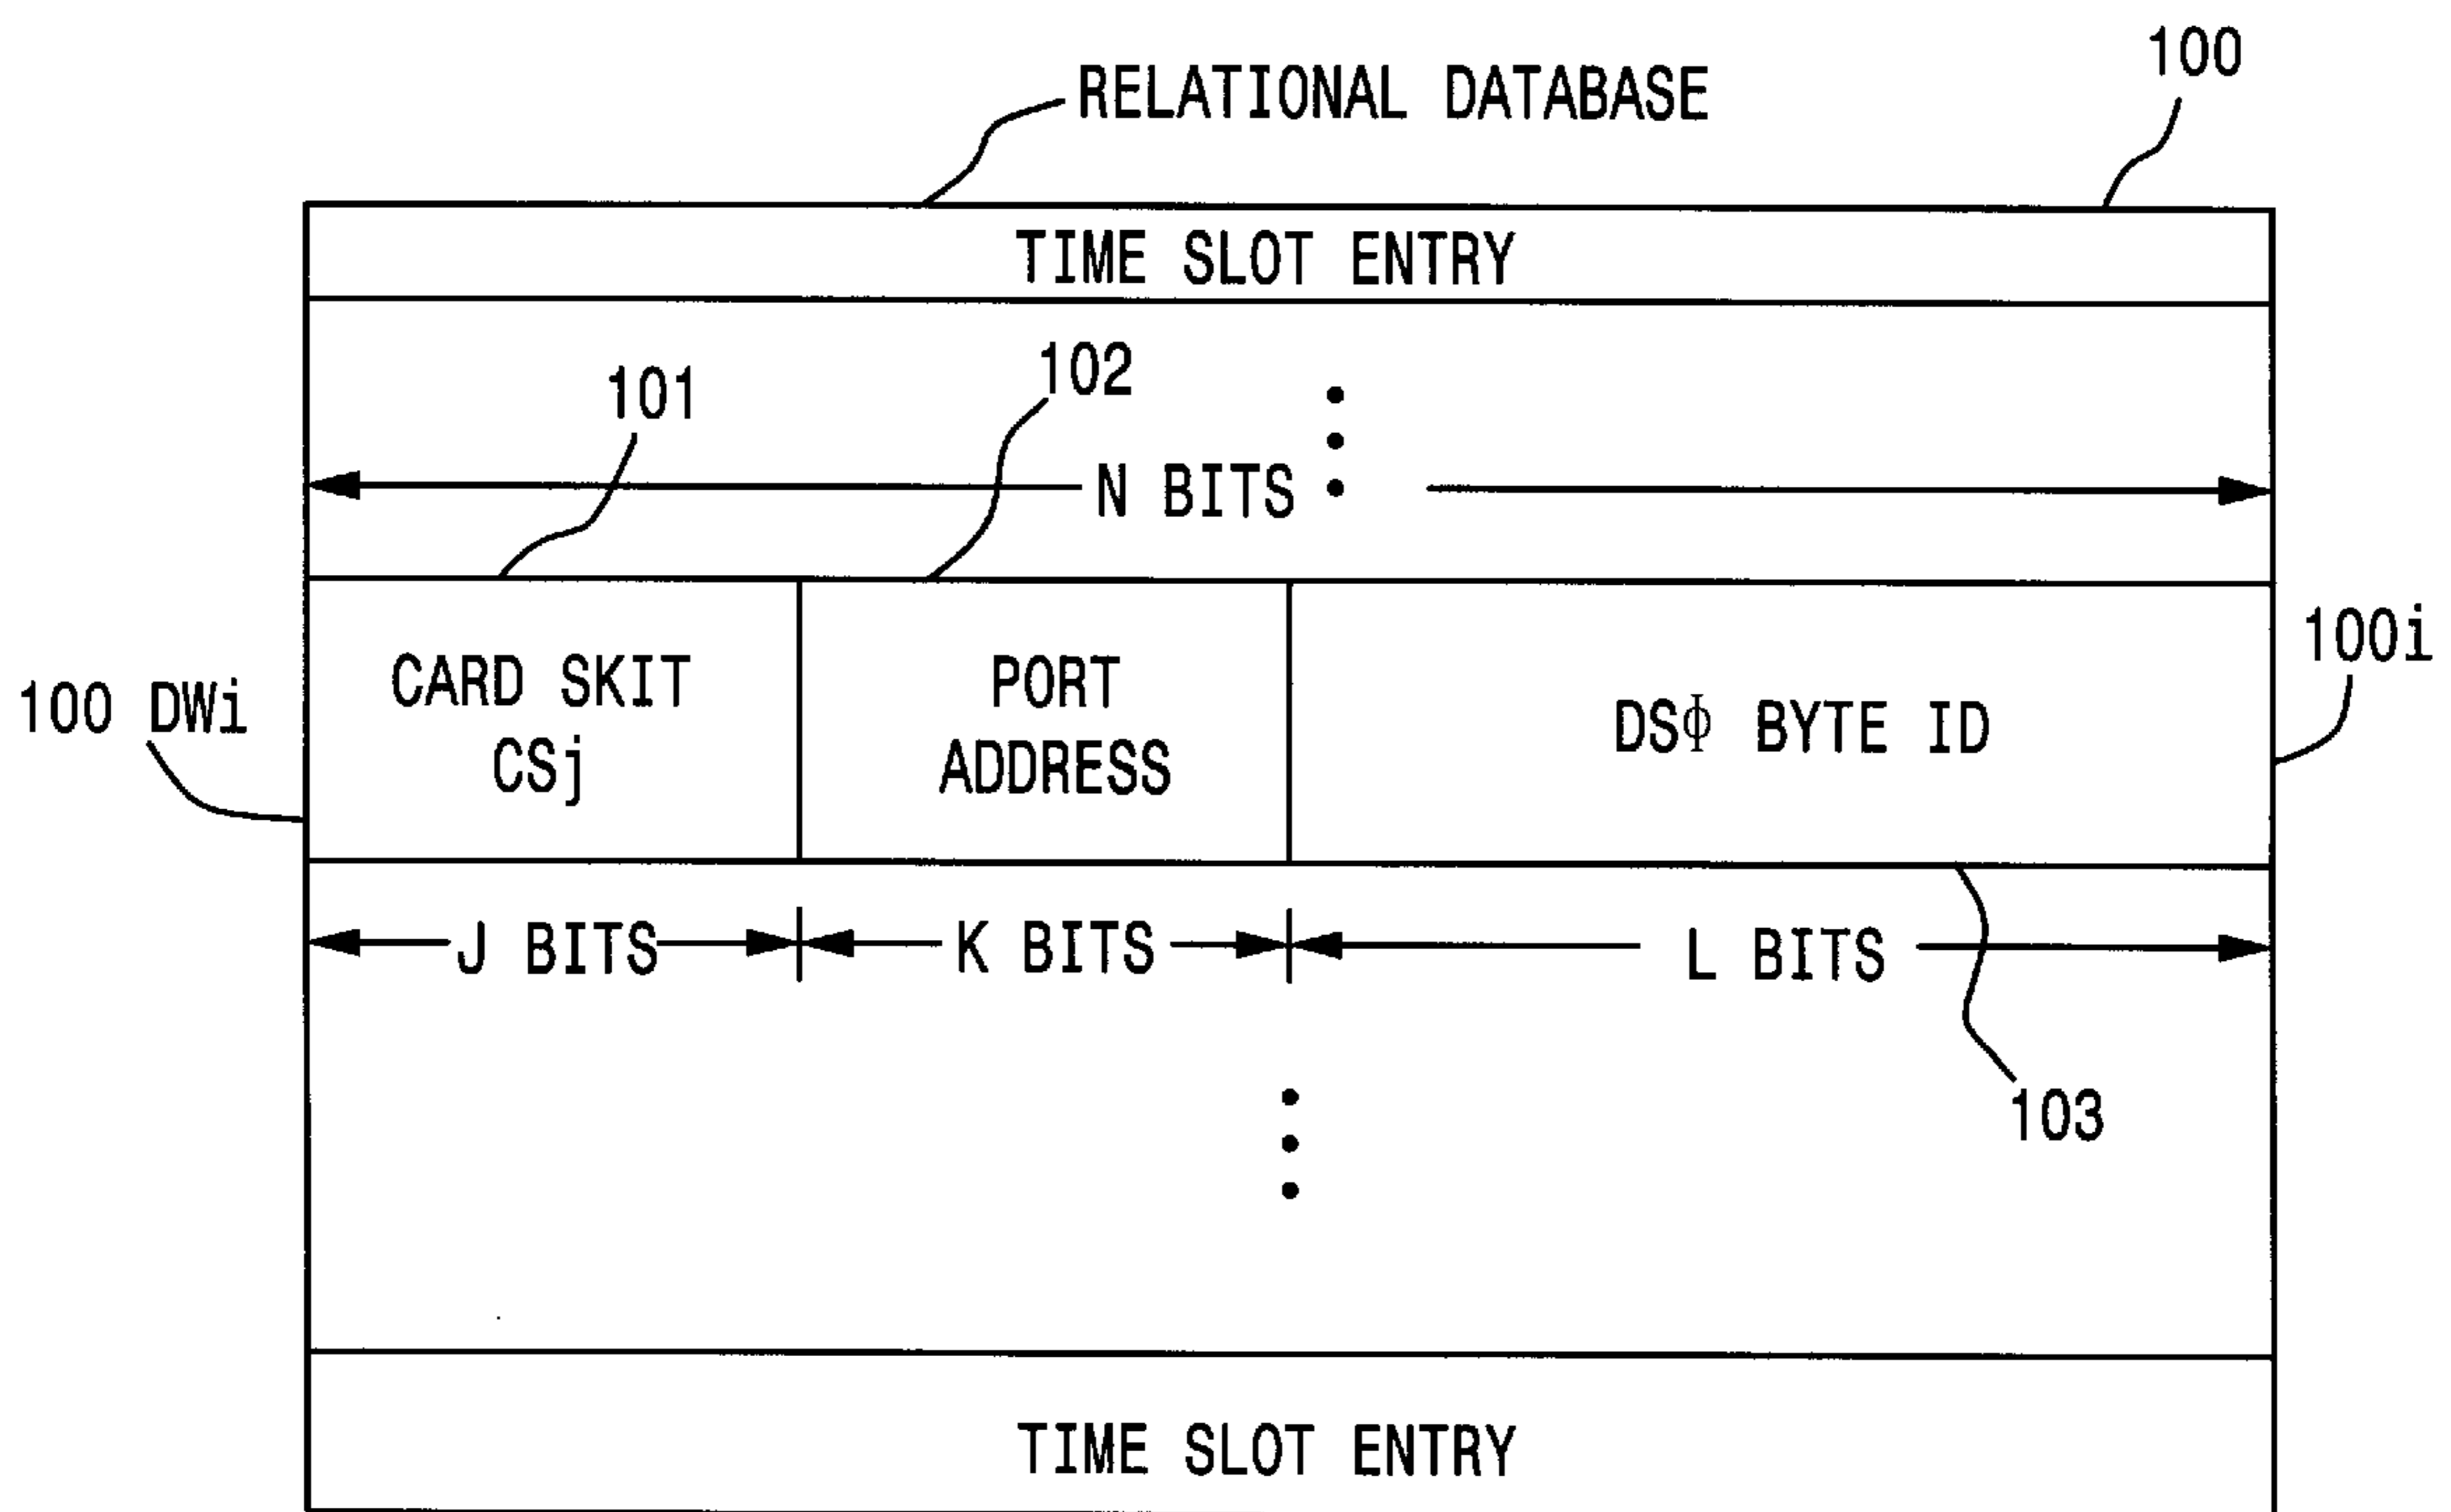 100
RELATIONAL DATABASE
TIME SLOT ENTRY
101
102
N BITS
100 DWi
CARD SKIT
CSj
PORT
ADDRESS
DSϕ BYTE ID
100i
J BITS
K BITS
L BITS
103
TIME SLOT ENTRY